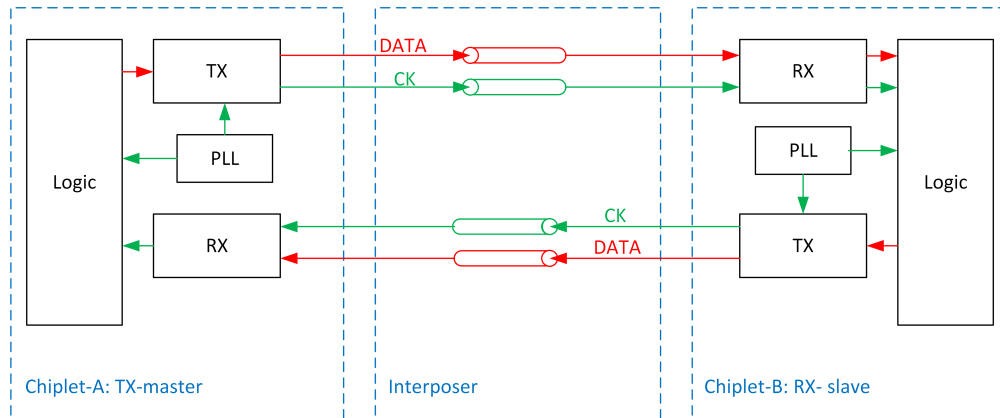 DATA
TX
RX
CK
PLL
PLL
Logic
Logic
CK
RX
TX
DATA
Chiplet-A: TX-master
Interposer
Chiplet-B: RX- slave